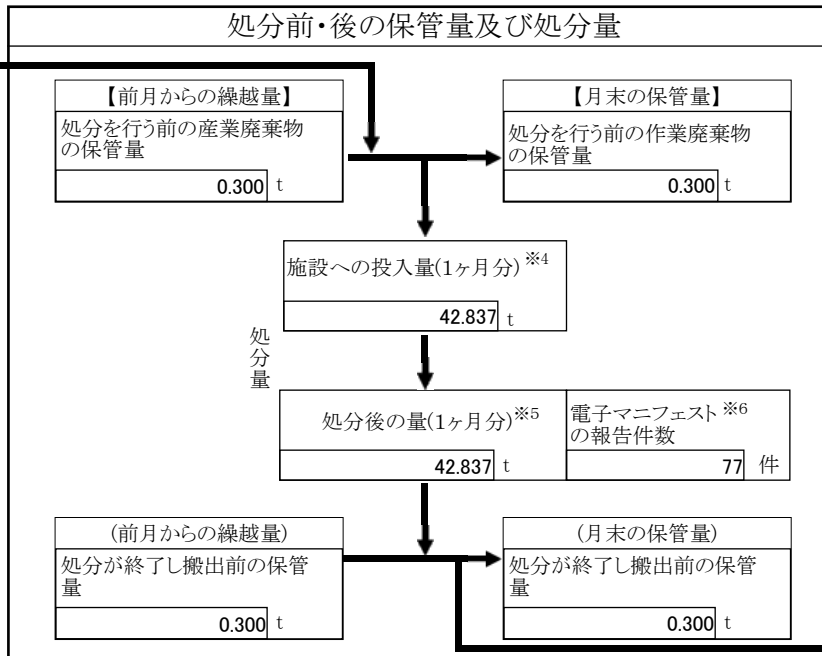 処分前・後の保管量及び処分量
【前月からの繰越量】
処分を行う前の産業廃棄物
の保管量
0.300 t
【月末の保管量】
処分を行う前の作業廃棄物
の保管量
0.300 t
施設への投入量(1ヶ月分)※4
42.837 t
処分量
処分後の量(1ヶ月分)※5
42.837 t
電子マニフェスト※6
の報告件数
77 件
(前月からの繰越量)
処分が終了し搬出前の保管
量
0.300 t
(月末の保管量)
処分が終了し搬出前の保管
量
0.300 t